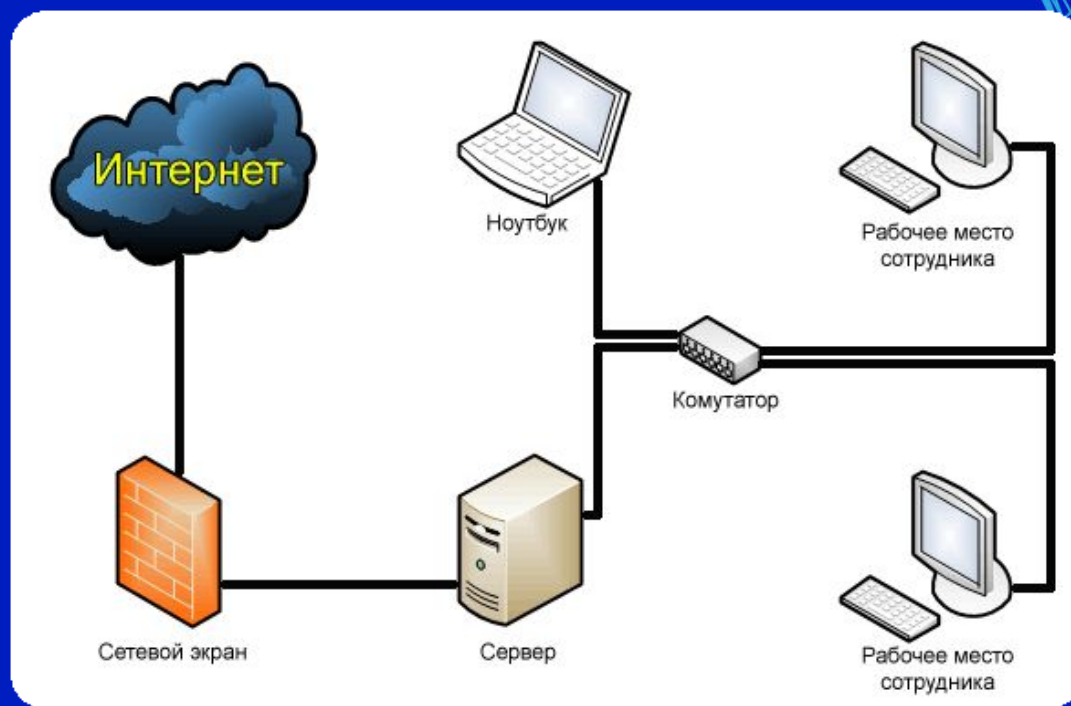 Интернет
Ноутбук
Рабочее место
сотрудника
Комутатор
Сетевой экран
Сервер
Рабочее место
сотрудника